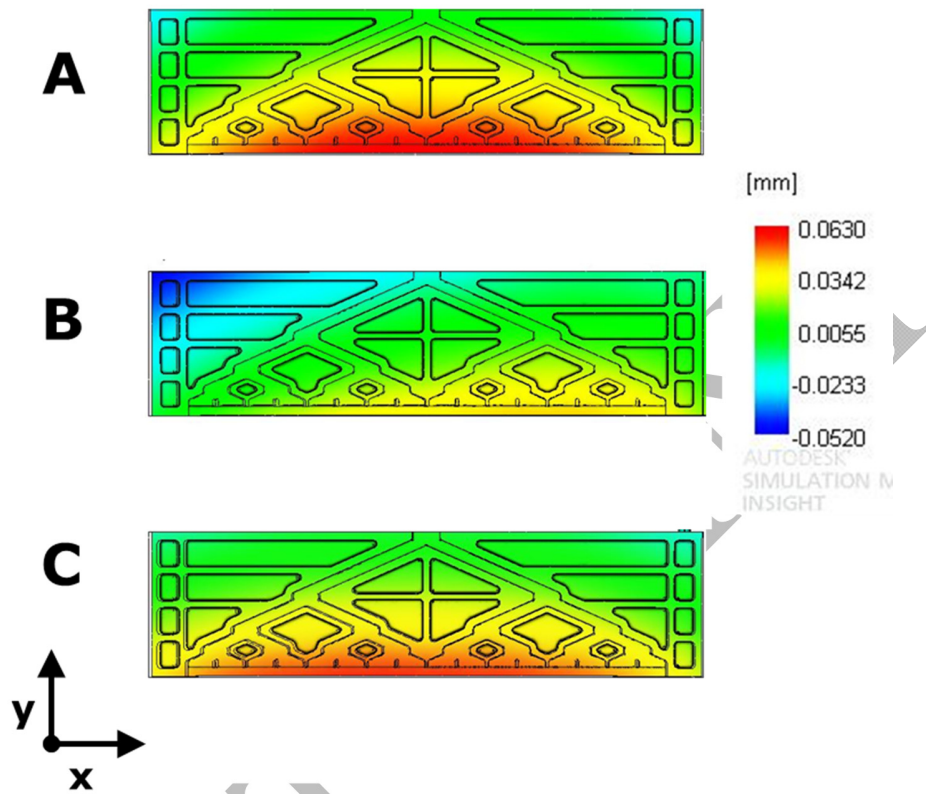 A
[mm]
0.0630
0.0342
0.0055
-0.0233
-0.0520
AUTODESK
SIMULATION M
INSIGHT
B
C
y
x